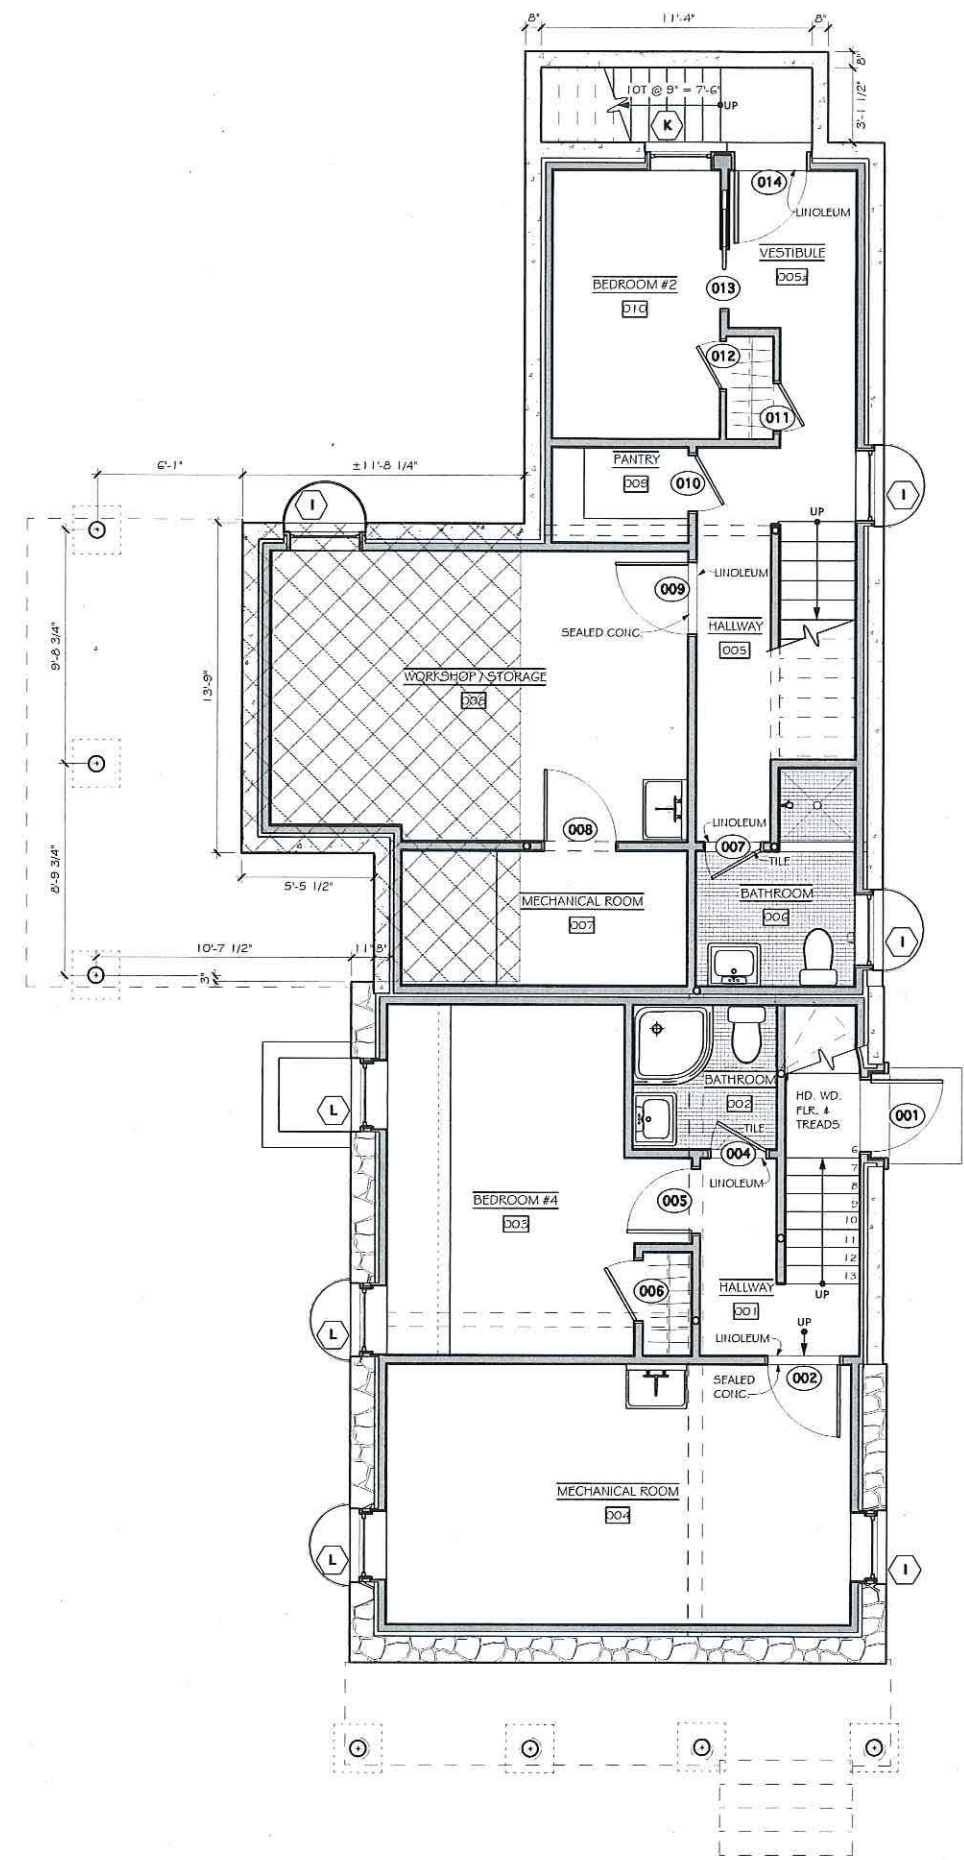 8"
11'-4"
8"
8"
3'-1 1/2"
10T @ 9" = 7'-6"
UP
K
014
LINOLEUM
VESTIBULE
005a
BEDROOM #2
010
013
012
011
6'-1"
±11'-8 1/4"
PANTRY
009
010
I
I
UP
LINOLEUM
009
SEALED CONC.
HALLWAY
005
9'-8 3/4"
13'-9"
WORKSHOP / STORAGE
008
008
LINOLEUM
007
TILE
8'-9 3/4"
5'-5 1/2"
MECHANICAL ROOM
007
BATHROOM
006
I
10'-7 1/2"
11"
8"
3"
BATHROOM
002
HD. WD.
FLR. &
TREADS
001
L
TILE
004
LINOLEUM
6
7
8
9
10
11
12
13
UP
BEDROOM #4
003
005
006
HALLWAY
001
UP
LINOLEUM
L
SEALED
CONC.
002
MECHANICAL ROOM
004
L
I